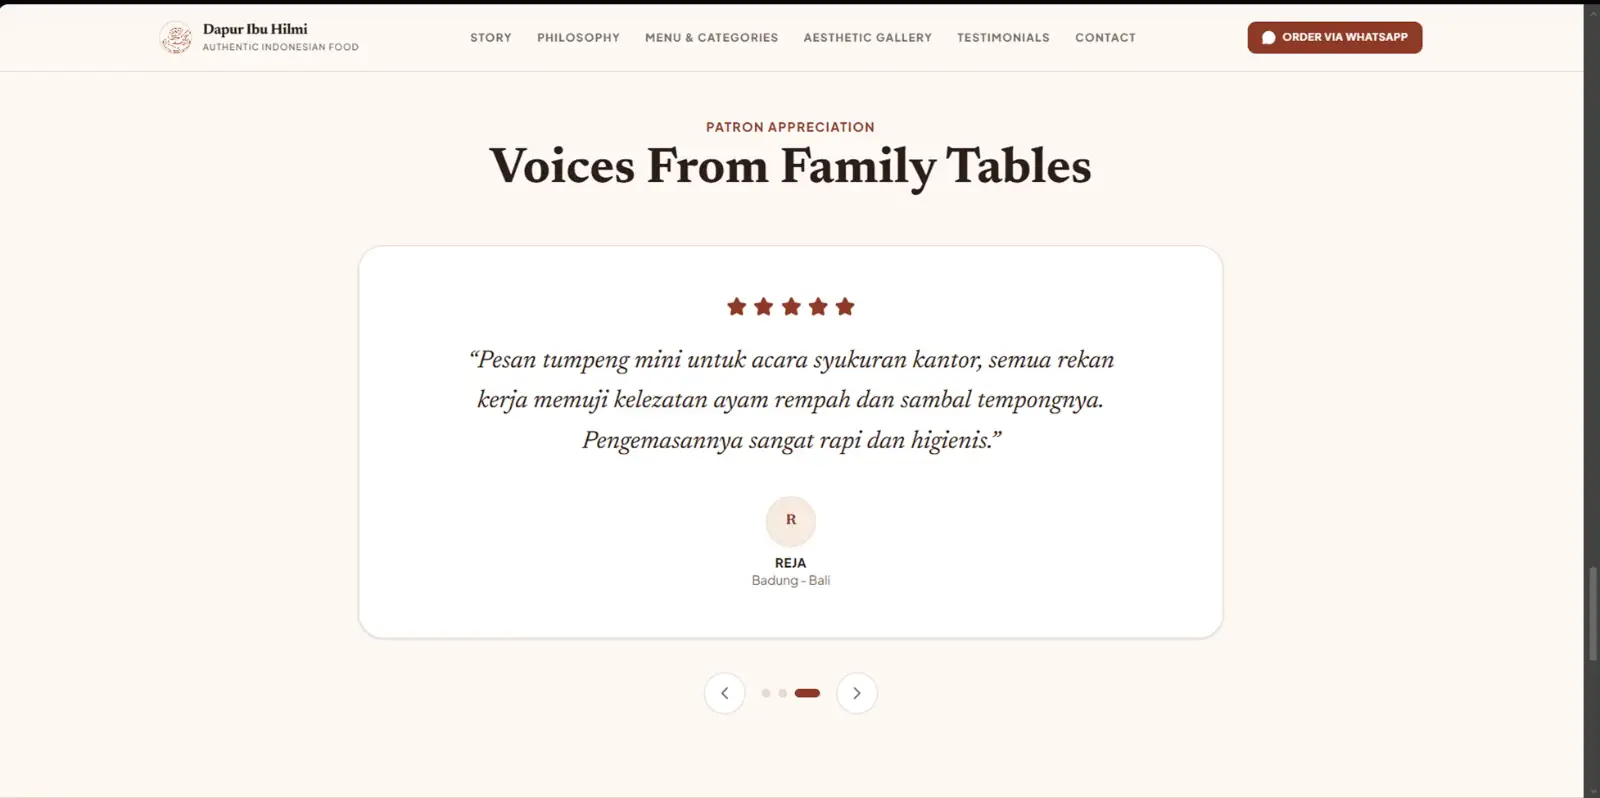 Dapur Ibu Hilmi
AUTHENTIC INDONESIAN FOOD
STORY
PHILOSOPHY
MENU & CATEGORIES
AESTHETIC GALLERY
TESTIMONIALS
CONTACT
ORDER VIA WHATSAPP
PATRON APPRECIATION
Voices From Family Tables
“Pesan tumpeng mini untuk acara syukuran kantor, semua rekan
kerja memuji kelezatan ayam rempah dan sambal tempongnya.
Pengemasannya sangat rapi dan higienis.”
R
REJA
Badung - Bali